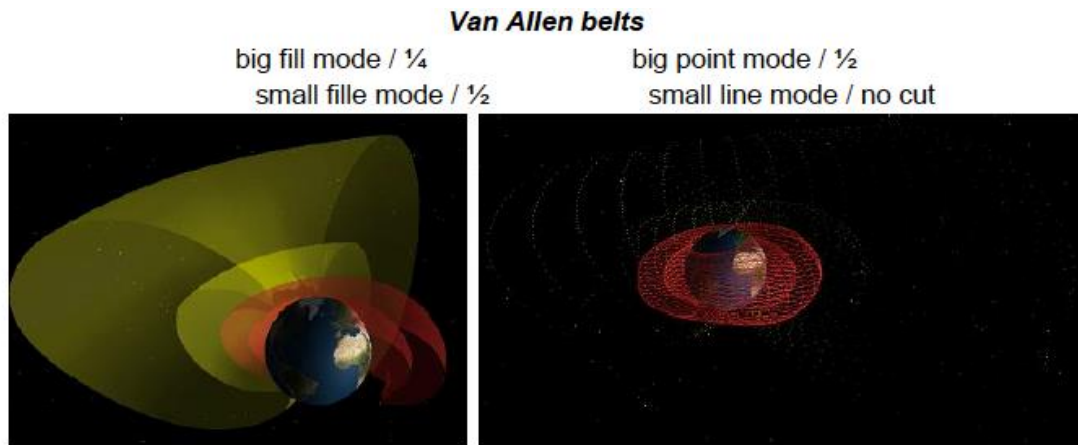 Van Allen belts
big fill mode / ¼ big point mode / ½
small fille mode / ½ small line mode / no cut